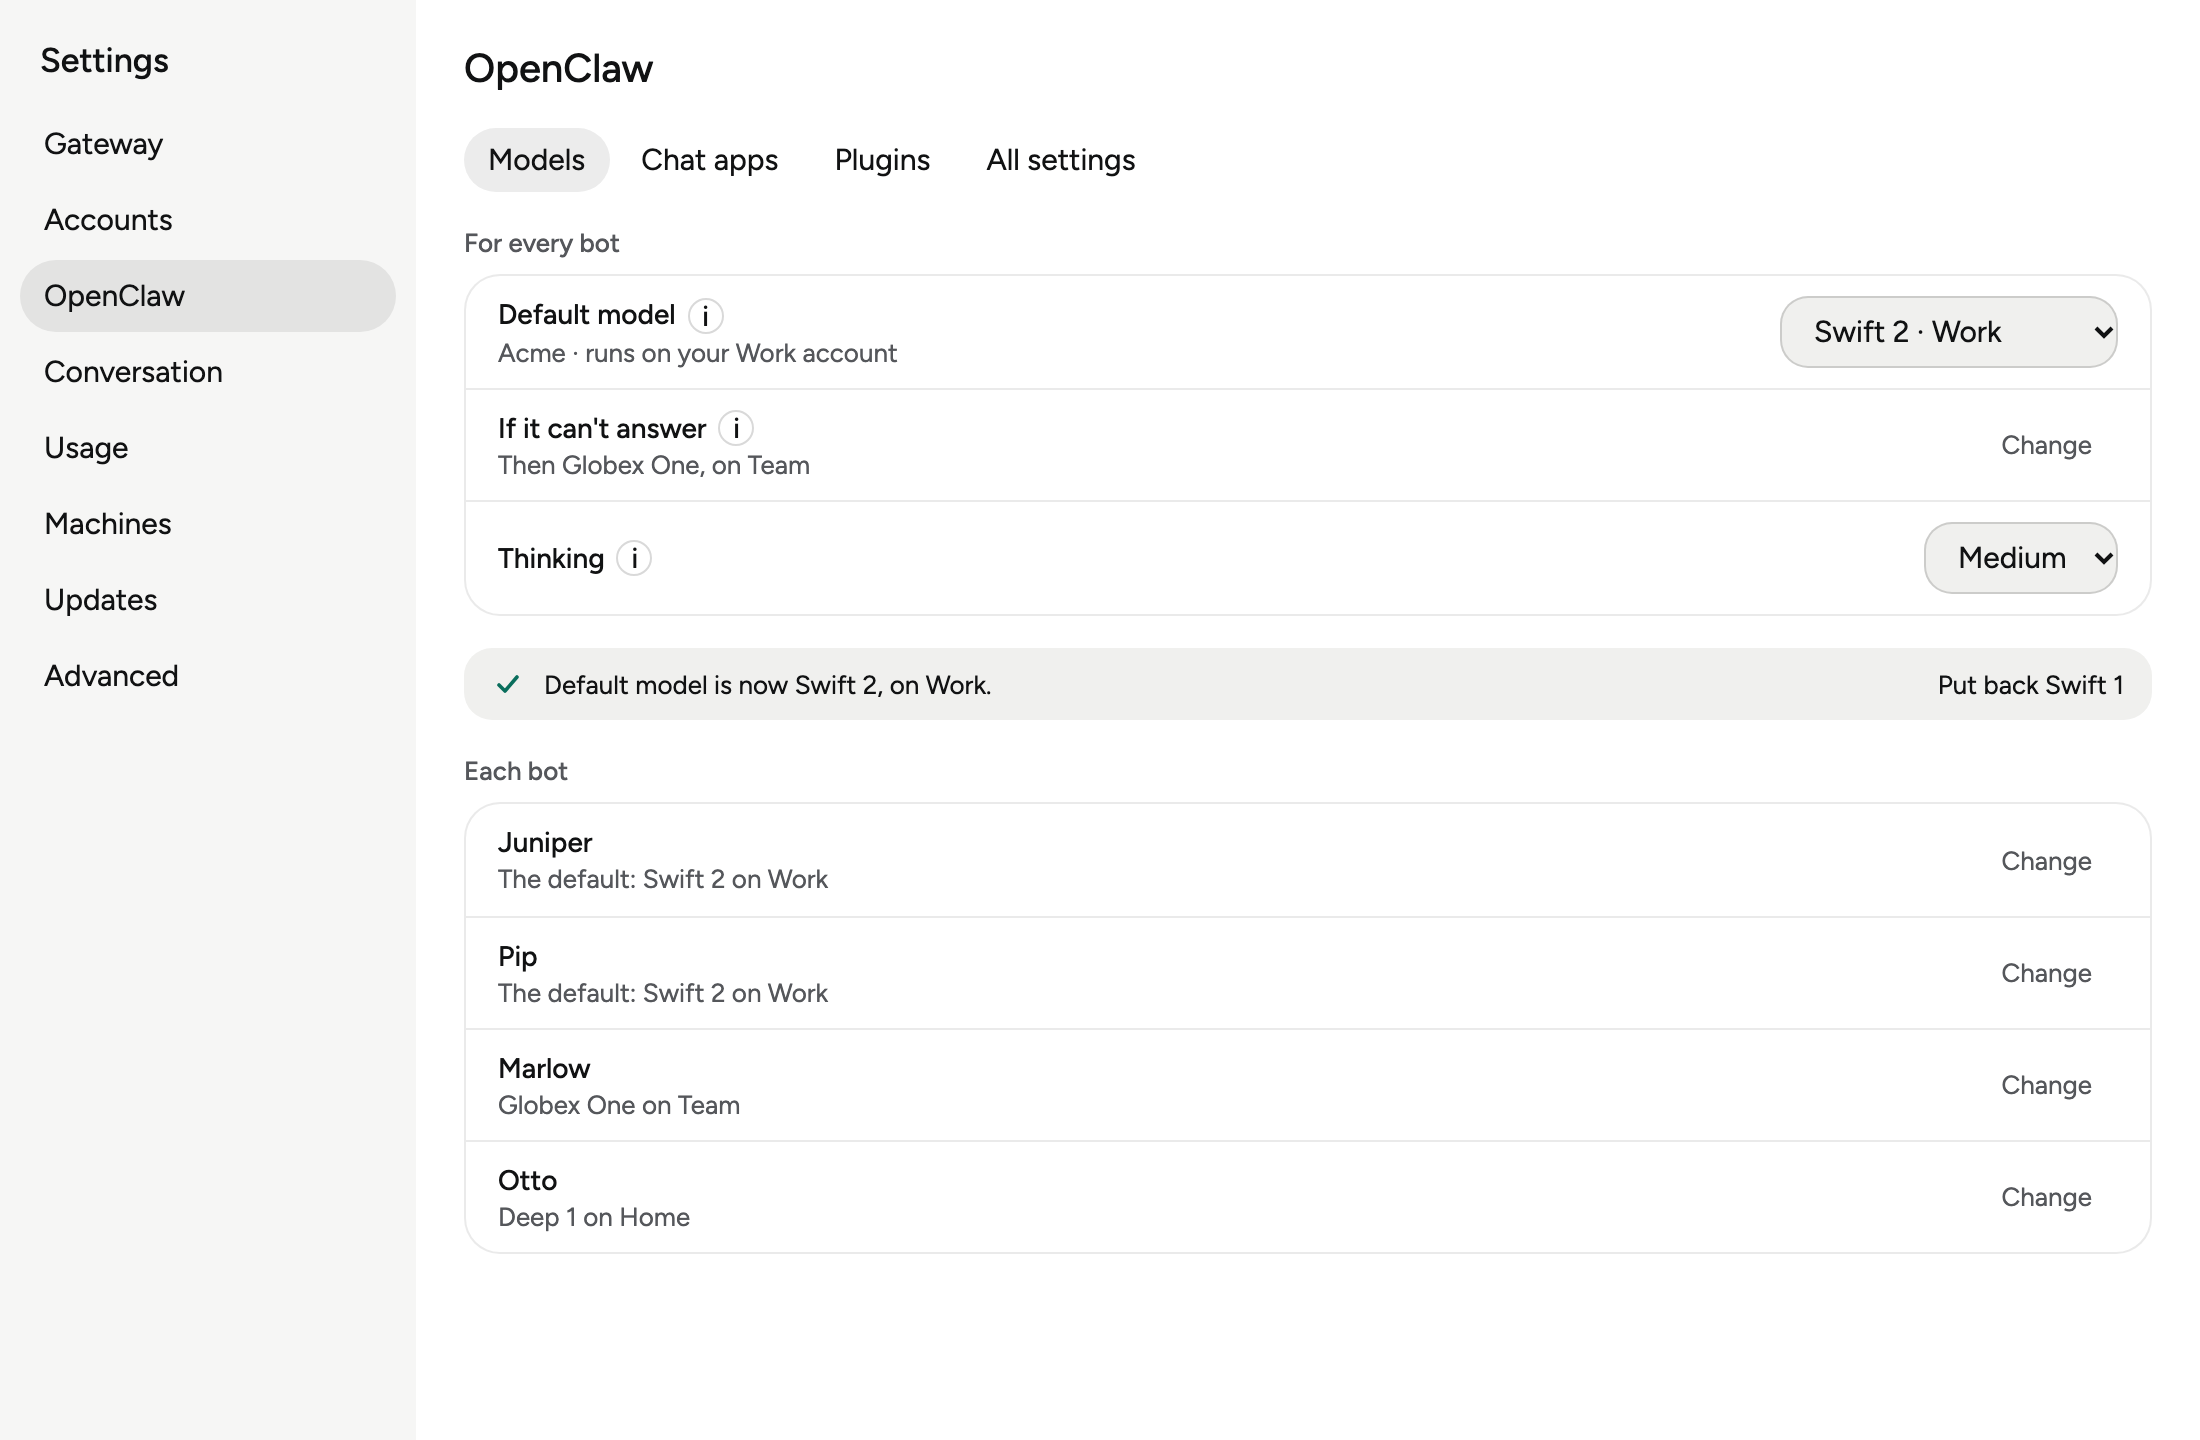 Settings
Gateway
Accounts
OpenClaw
Conversation
Usage
Machines
Updates
Advanced
OpenClaw
Models Chat apps Plugins All settings
For every bot
Default model i
Acme · runs on your Work account
Swift 2 · Work
If it can't answer i
Then Globex One, on Team
Change
Thinking i
Medium
Default model is now Swift 2, on Work. Put back Swift 1
Each bot
Juniper
The default: Swift 2 on Work
Change
Pip
The default: Swift 2 on Work
Change
Marlow
Globex One on Team
Change
Otto
Deep 1 on Home
Change